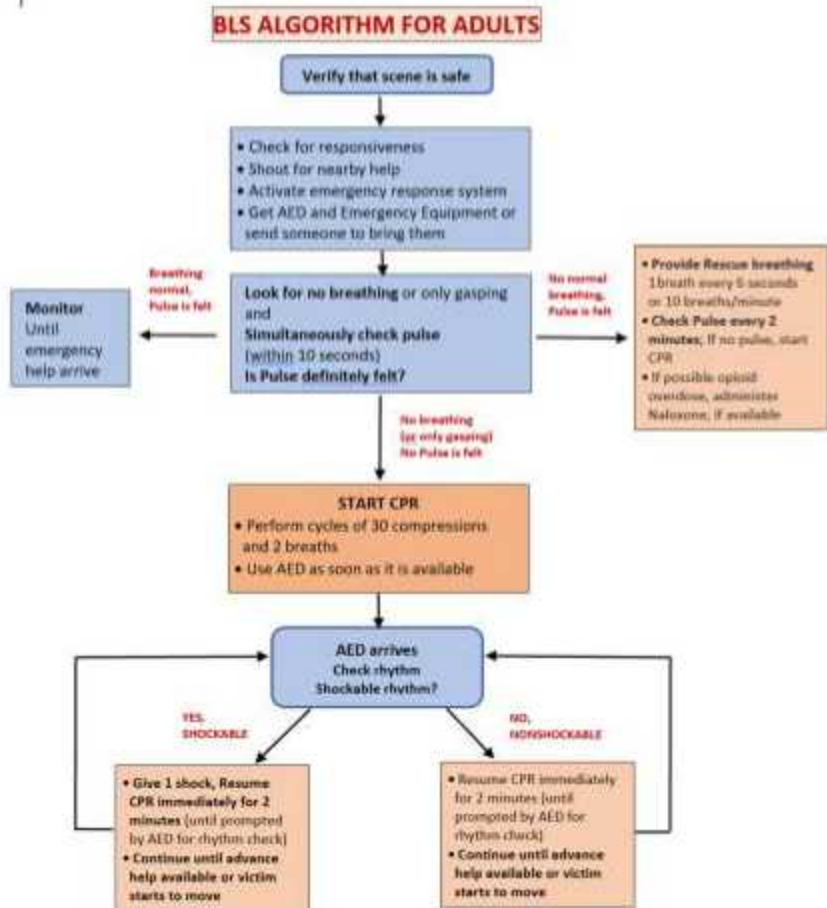 BLS ALGORITHM FOR ADULTS
Verify that scene is safe
• Check for responsiveness
• Shout for nearby help
• Activate emergency response system
• Get AED and Emergency Equipment or
send someone to bring them
Breathing
normal,
Pulse is felt
Monitor
Until
emergency
help arrive
Look for no breathing or only gasping
and
Simultaneously check pulse
(within 10 seconds)
Is Pulse definitely felt?
No normal
breathing,
Pulse is felt
• Provide Rescue breathing
1breath every 6 seconds
or 10 breaths/minute
• Check Pulse every 2
minutes; If no pulse, start
CPR
• If possible opioid
overdose, administer
Naloxone, if available
No breathing
(or only gasping)
No Pulse is felt
START CPR
• Perform cycles of 30 compressions
and 2 breaths
• Use AED as soon as it is available
AED arrives
Check rhythm
Shockable rhythm?
YES,
SHOCKABLE
NO,
NONSHOCKABLE
• Give 1 shock, Resume
CPR immediately for 2
minutes (until prompted
by AED for rhythm check)
• Continue until advance
help available or victim
starts to move
• Resume CPR immediately
for 2 minutes (until
prompted by AED for
rhythm check)
• Continue until advance
help available or victim
starts to move